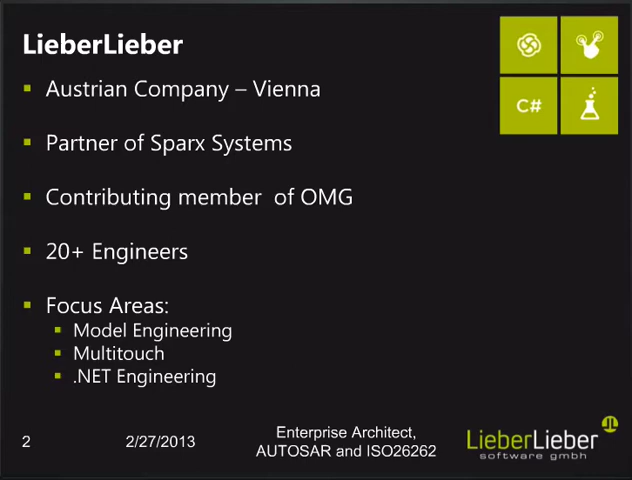 LieberLieber
Austrian Company – Vienna
Partner of Sparx Systems
Contributing member of OMG
20+ Engineers
Focus Areas:
Model Engineering
Multitouch
.NET Engineering
C#
2
2/27/2013
Enterprise Architect,
AUTOSAR and ISO26262
LieberLieber
software gmbh